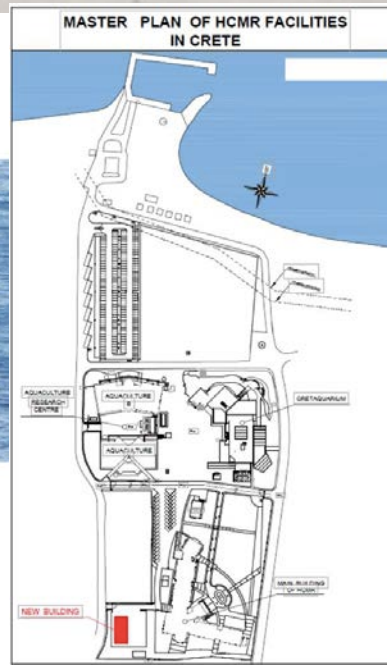 MASTER PLAN OF HCMR FACILITIES
IN CRETE
AQUACULTURE
RESEARCH
CENTRE
AQUACULTURE
B
CRETAQUARIUM
AQUACULTURE
A
MAIN BUILDING
OF HCMR
NEW BUILDING